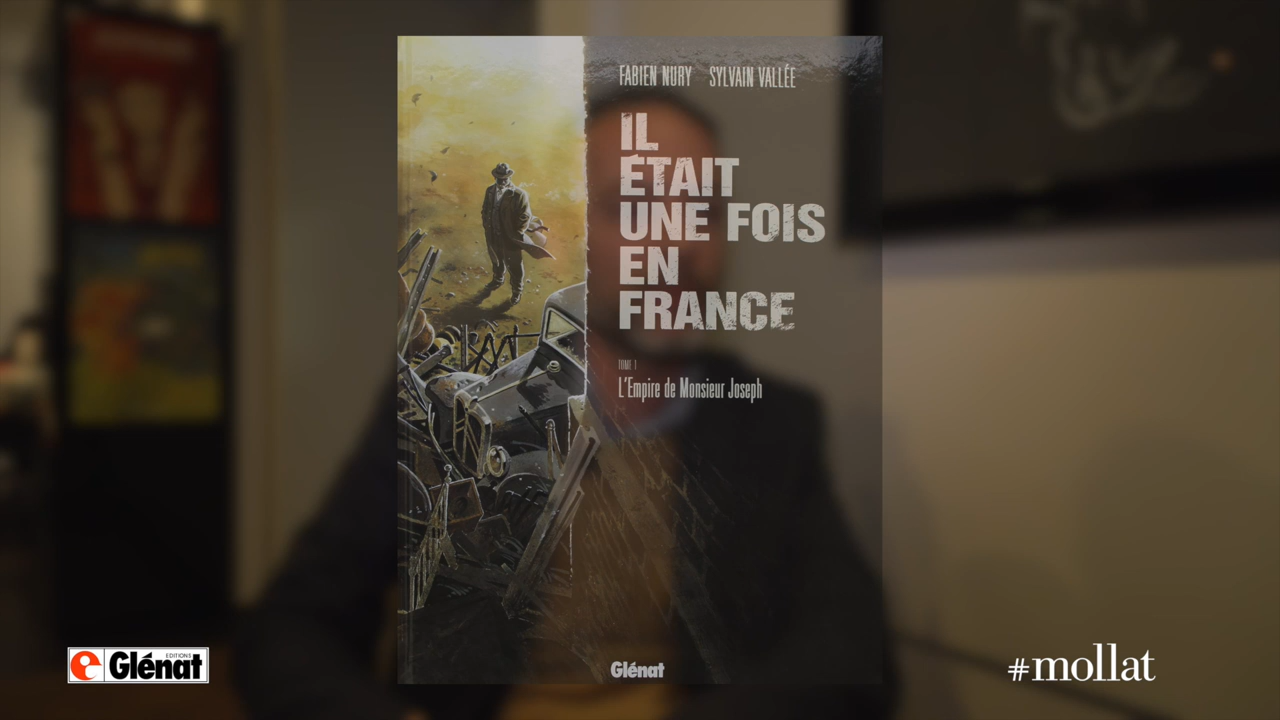 FABIEN NURY SYLVAIN VALLÉE
IL
ÉTAIT
UNE FOIS
EN
FRANCE
TOME 1
L'Empire de Monsieur Joseph
Glénat
EDITIONS
Glénat
#mollat